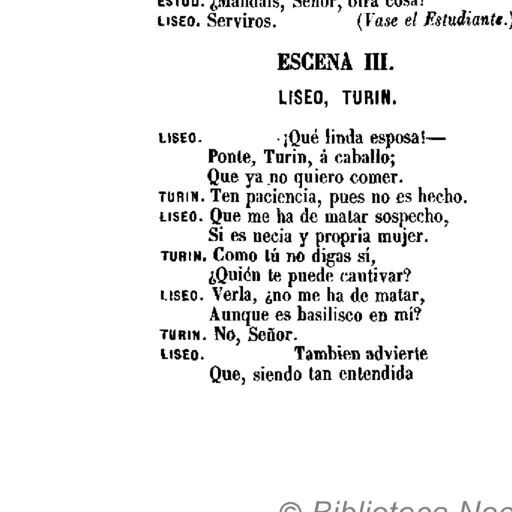 ESTUD. ¿Mandais, Señor, otra cosa?
LISEO. Serviros. (Vase el Estudiante.)
ESCENA III.
LISEO, TURIN.
LISEO. ¡Qué linda esposa!—
Ponte, Turin, á caballo;
Que ya no quiero comer.
TURIN. Ten paciencia, pues no es hecho.
LISEO. Que me ha de matar sospecho,
Si es necia y propria mujer.
TURIN. Como tú no digas sí,
¿Quién te puede cautivar?
LISEO. Verla, ¿no me ha de matar,
Aunque es basilisco en mí?
TURIN. No, Señor.
LISEO. Tambien advierte
Que, siendo tan entendida
© Biblioteca Nac